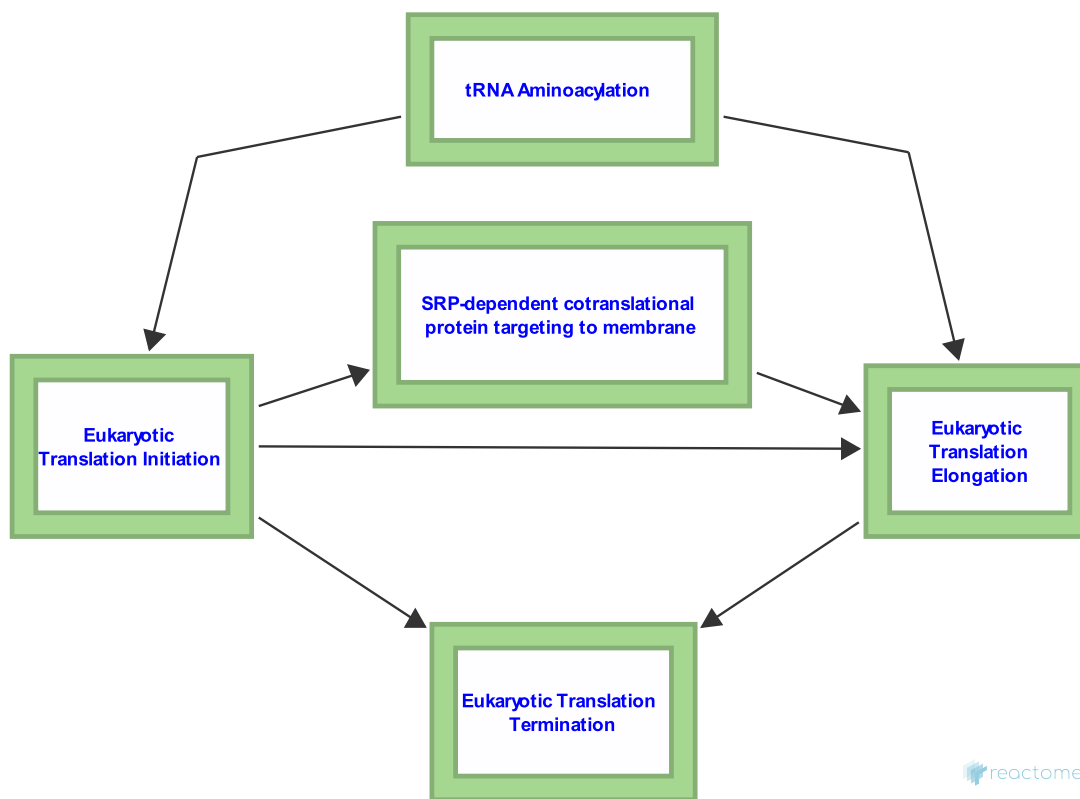 tRNA Aminoacylation
SRP-dependent cotranslational
protein targeting to membrane
Eukaryotic
Translation Initiation
Eukaryotic
Translation
Elongation
Eukaryotic Translation
Termination
reactome